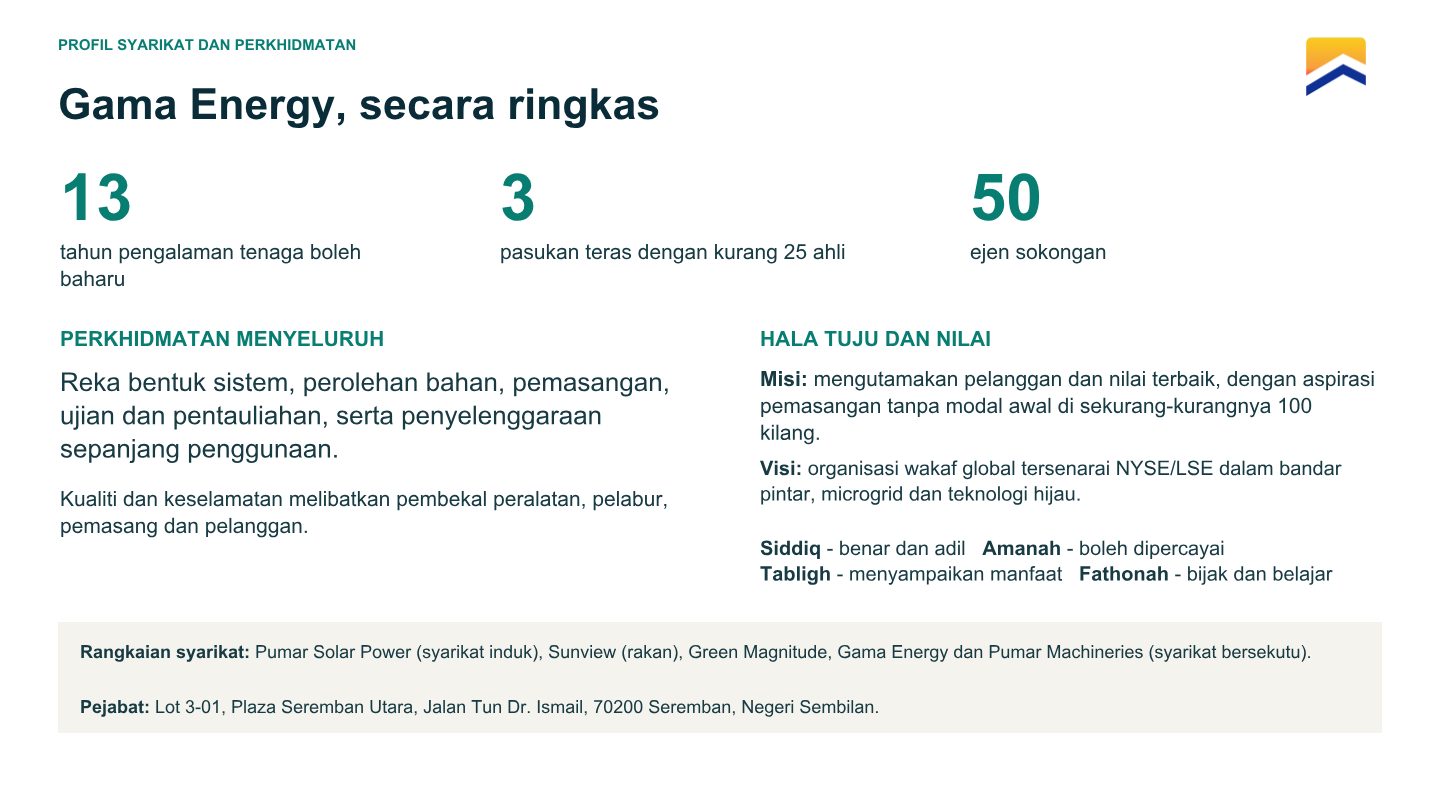 PROFIL SYARIKAT DAN PERKHIDMATAN
Gama Energy, secara ringkas
13
tahun pengalaman tenaga boleh
baharu
3
pasukan teras dengan kurang 25 ahli
50
ejen sokongan
PERKHIDMATAN MENYELURUH
Reka bentuk sistem, perolehan bahan, pemasangan,
ujian dan pentauliahan, serta penyelenggaraan
sepanjang penggunaan.
Kualiti dan keselamatan melibatkan pembekal peralatan, pelabur,
pemasang dan pelanggan.
HALA TUJU DAN NILAI
Misi: mengutamakan pelanggan dan nilai terbaik, dengan aspirasi
pemasangan tanpa modal awal di sekurang-kurangnya 100
kilang.
Visi: organisasi wakaf global tersenarai NYSE/LSE dalam bandar
pintar, microgrid dan teknologi hijau.
Siddiq - benar dan adil   Amanah - boleh dipercayai
Tabligh - menyampaikan manfaat   Fathonah - bijak dan belajar
Rangkaian syarikat: Pumar Solar Power (syarikat induk), Sunview (rakan), Green Magnitude, Gama Energy dan Pumar Machineries (syarikat bersekutu).
Pejabat: Lot 3-01, Plaza Seremban Utara, Jalan Tun Dr. Ismail, 70200 Seremban, Negeri Sembilan.